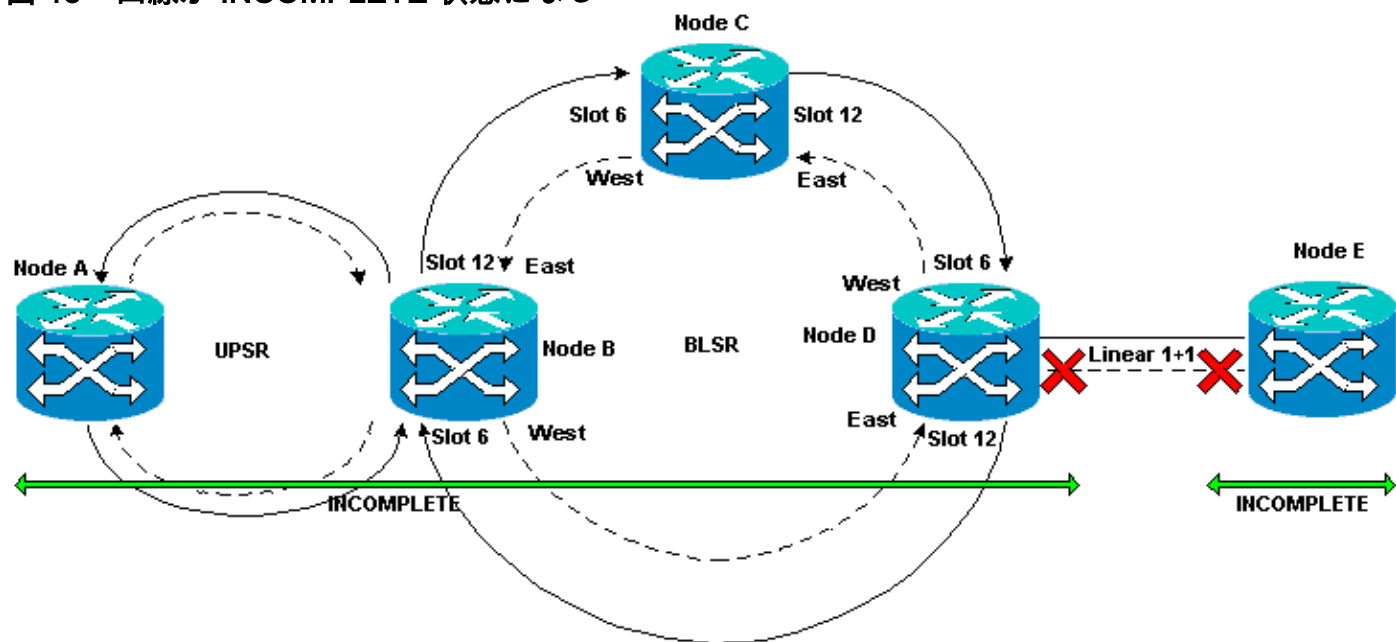 Node C
Slot 6
Slot 12
West
East
Node A
Slot 12
East
Slot 6
Node E
West
UPSR
Node B
BLSR
Node D
Linear 1+1
East
Slot 6
West
Slot 12
INCOMPLETE
INCOMPLETE